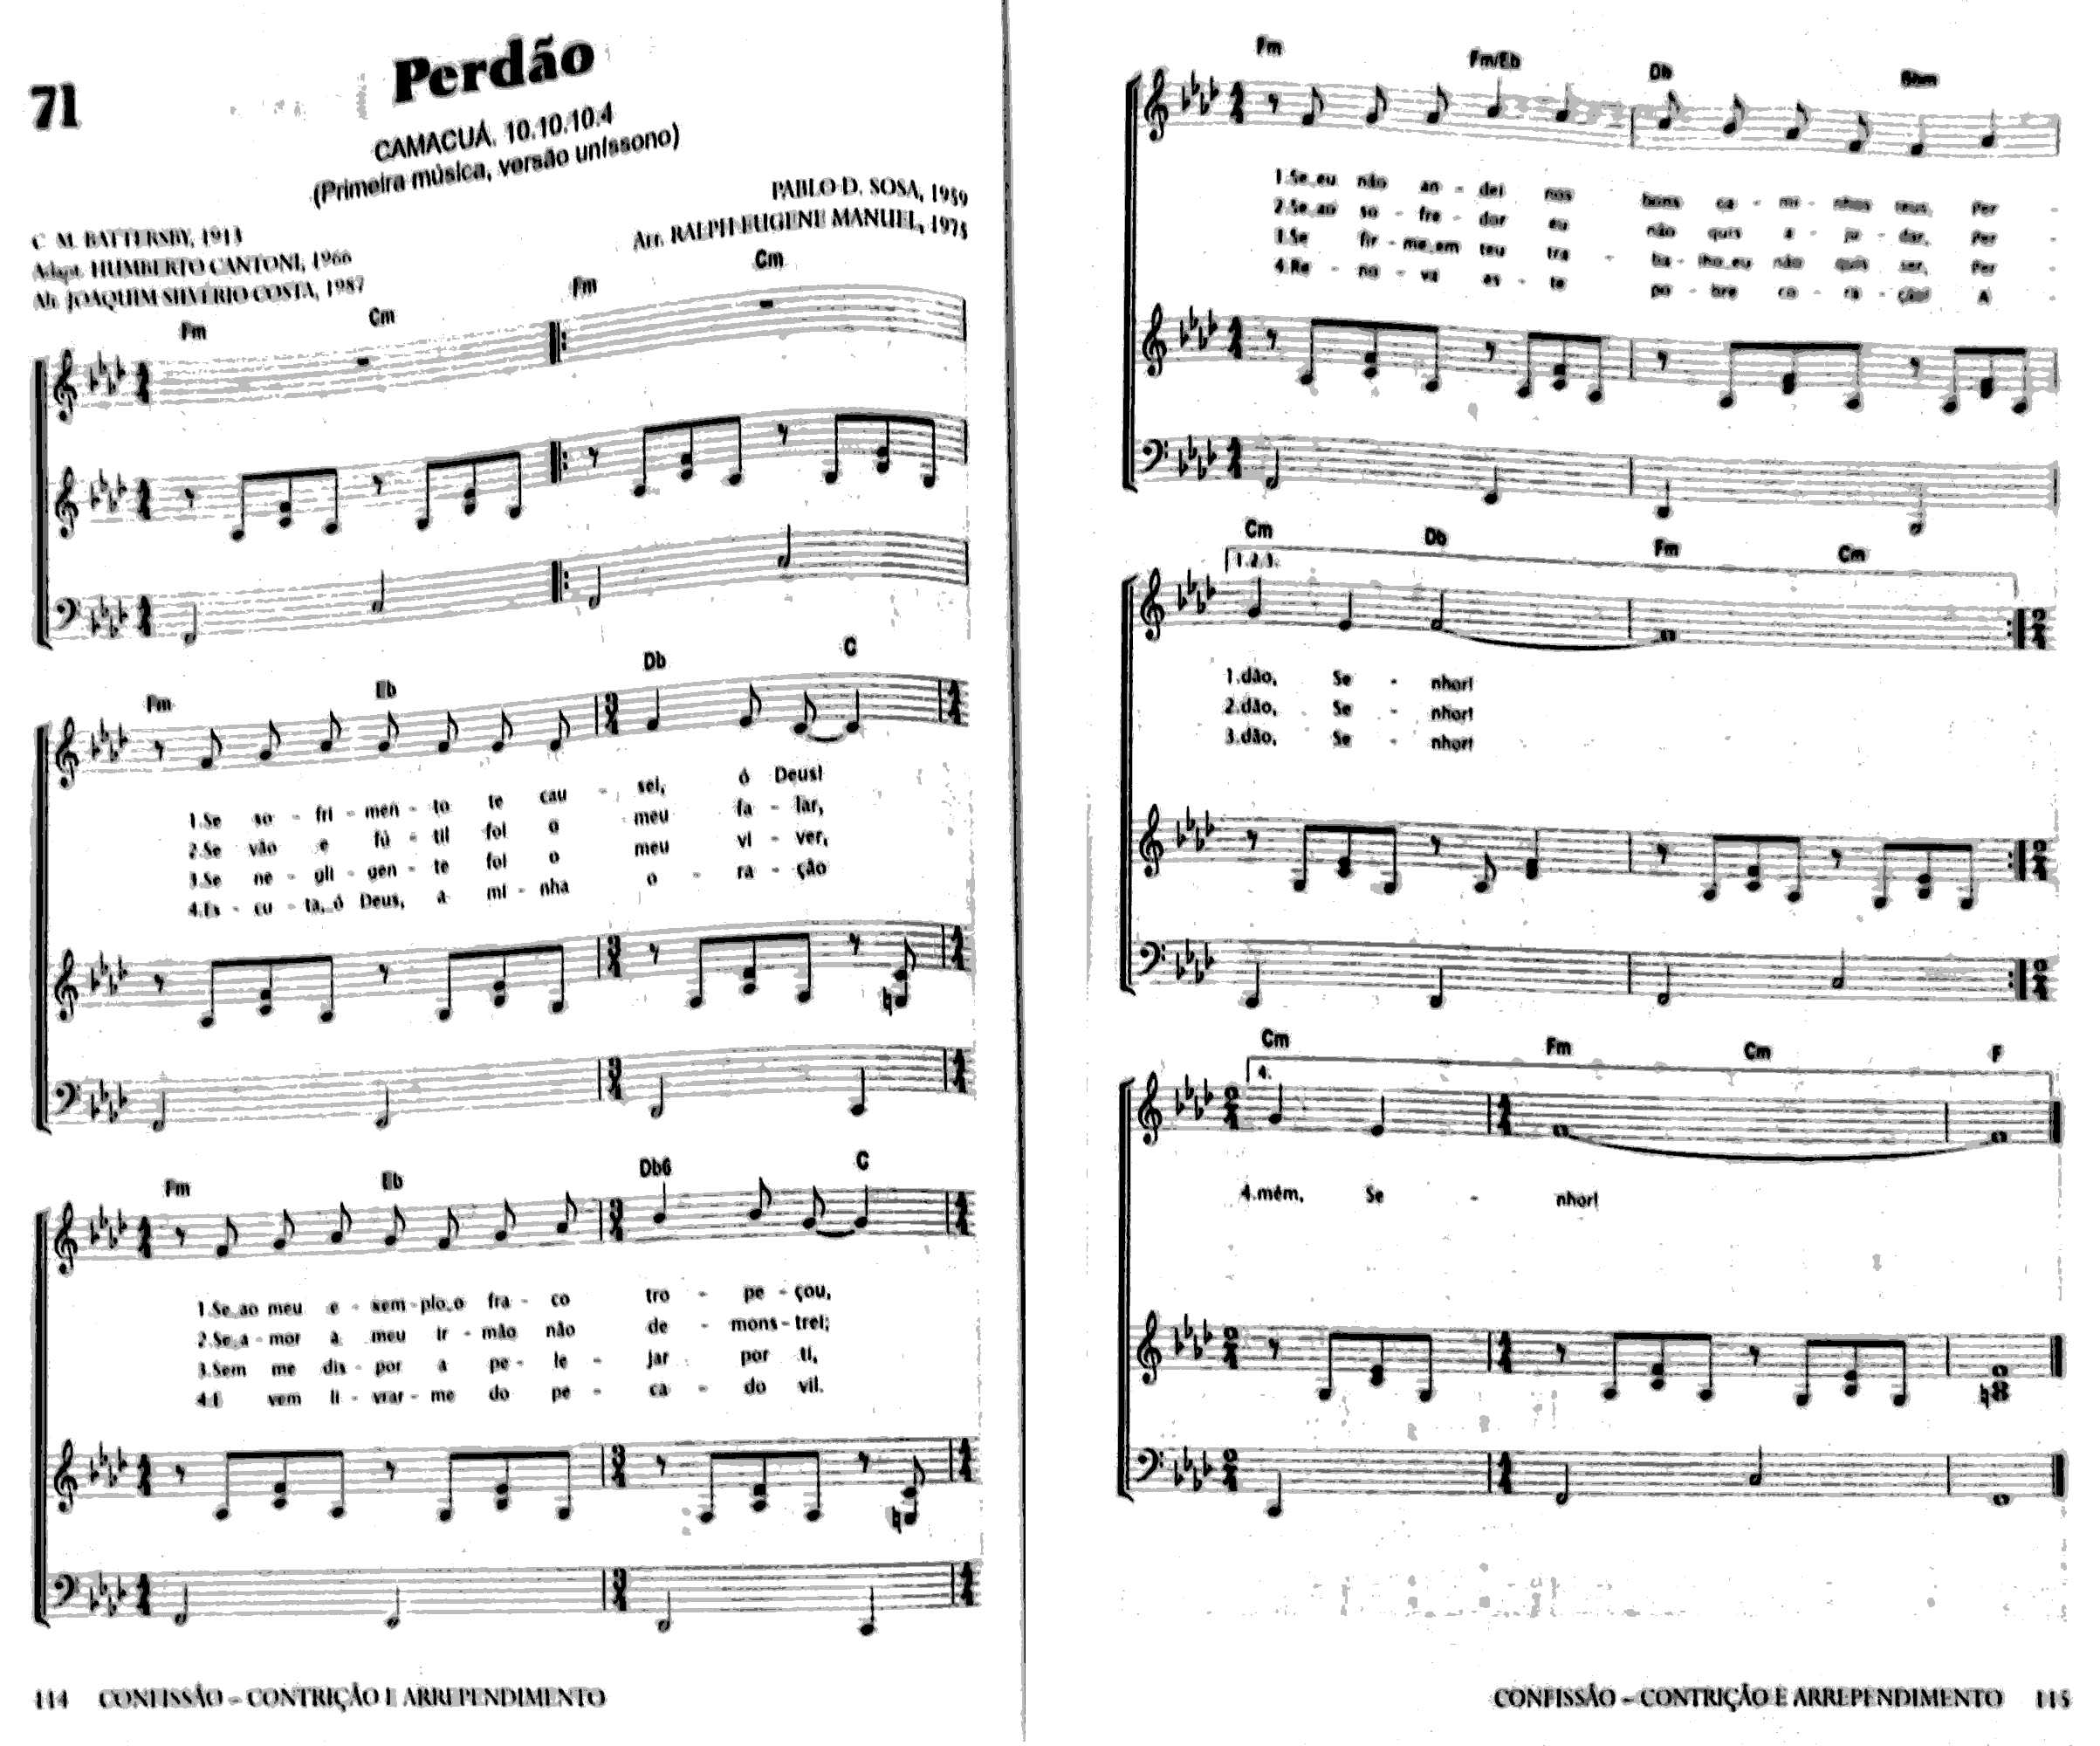 71
Perdão
CAMACUÁ. 10.10.10.4
(Primeira música, versão uníssono)
C. M. BATTERSBY, 1913
Adapt. HUMBERTO CANTONI, 1966
Alt. JOAQUIM SILVÉRIO COSTA, 1987
PABLO D. SOSA, 1959
Arr. RALPH EUGENE MANUEL, 1975
Fm Cm Fm Cm
Fm Eb Db C
1.Se so - fri - men - to te cau - sei, ó Deus!
2.Se vão e fú - til foi o meu fa - lar,
3.Se ne - gli - gen - te foi o meu vi - ver,
4.Es - cu - ta, ó Deus, a mi - nha o - ra - ção
Fm Eb Db6 C
1.Se ao meu e - xem - plo o fra - co tro - pe - çou,
2.Se a - mor a meu ir - mão não de - mons - trei;
3.Sem me dis - por a pe - le - jar por ti,
4.E vem li - vrar - me do pe - ca - do vil.
114 CONFISSÃO – CONTRIÇÃO E ARREPENDIMENTO
Fm Fm/Eb Db Bbm
1.Se eu não an - dei nos bons ca - mi - nhos teus, Per -
2.Se ao so - fre - dor eu não quis a - ju - dar, Per -
3.Se fir - me em teu tra - ba - lho eu não quis ser, Per -
4.Re - no - va es - te po - bre co - ra - ção! A -
Cm Db Fm Cm
1.2.3.
1.dão, Se - nhor!
2.dão, Se - nhor!
3.dão, Se - nhor!
Cm Fm Cm F
4.
4.mém, Se - nhor!
CONFISSÃO – CONTRIÇÃO E ARREPENDIMENTO 115